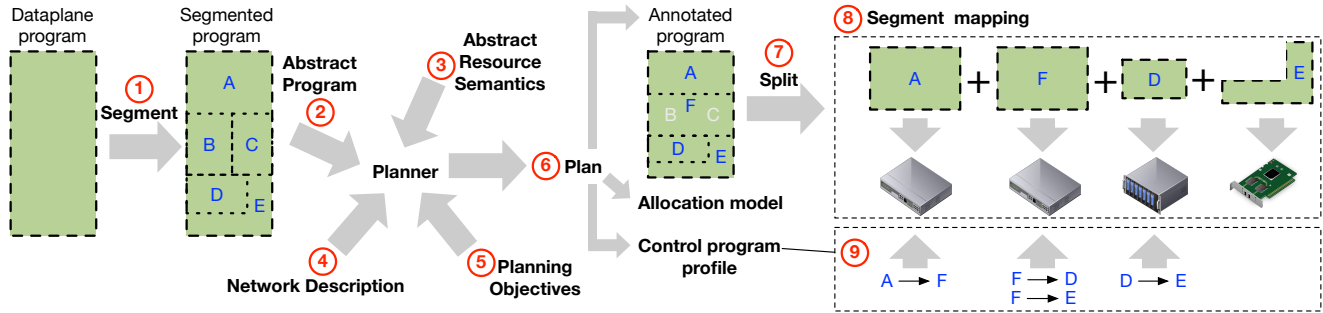 Dataplane
program
Segmented
program
1
Segment
A
B
C
D
E
Abstract
Program
2
3
Abstract
Resource
Semantics
Planner
4
Network Description
5
Planning
Objectives
6
Plan
Annotated
program
A
F
B
C
D
E
Allocation model
Control program
profile
7
Split
8
Segment mapping
A
+
F
+
D
+
E
9
A → F
F → D
F → E
D → E